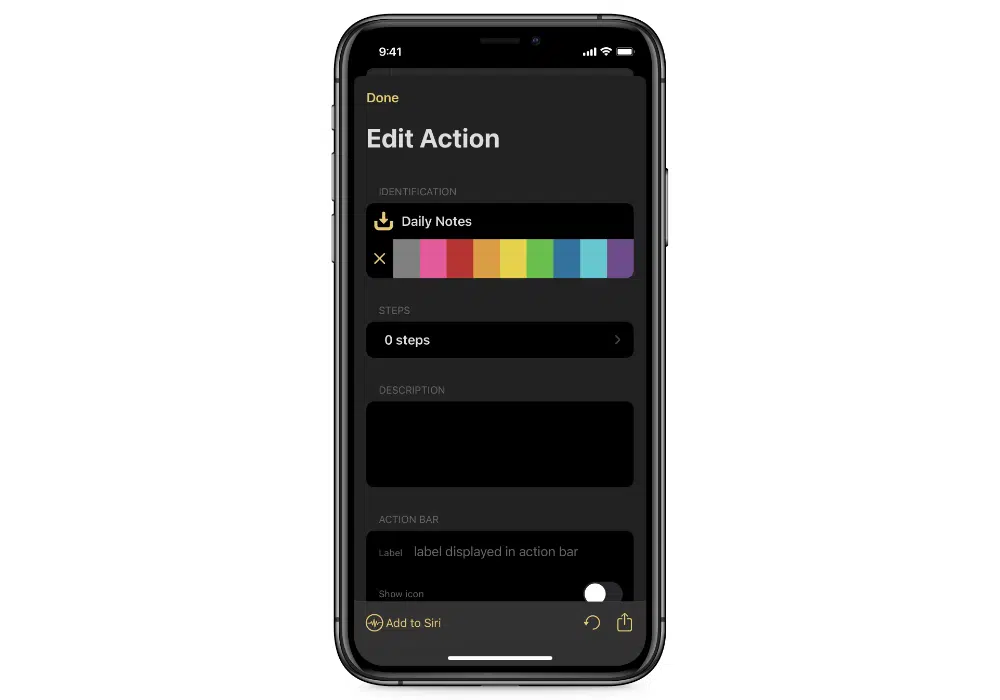 9:41
Done
Edit Action
IDENTIFICATION
Daily Notes
STEPS
0 steps
DESCRIPTION
ACTION BAR
Label label displayed in action bar
Show icon
Add to Siri